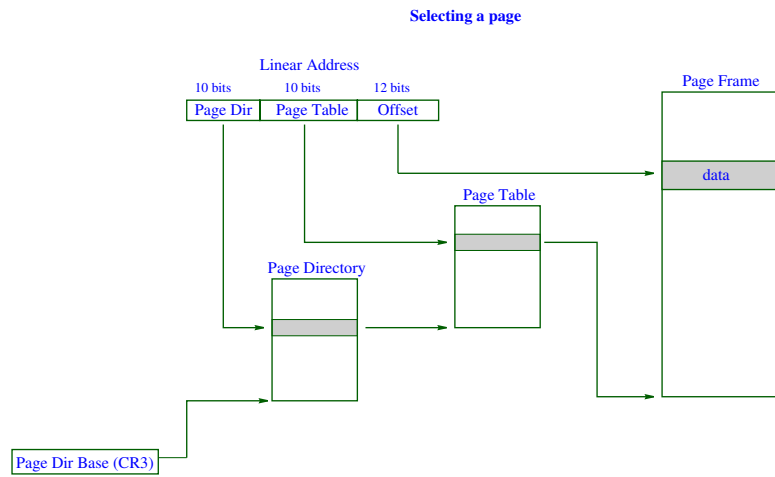 Selecting a page
Linear Address
10 bits 10 bits 12 bits
Page Dir Page Table Offset
Page Frame
data
Page Table
Page Directory
Page Dir Base (CR3)